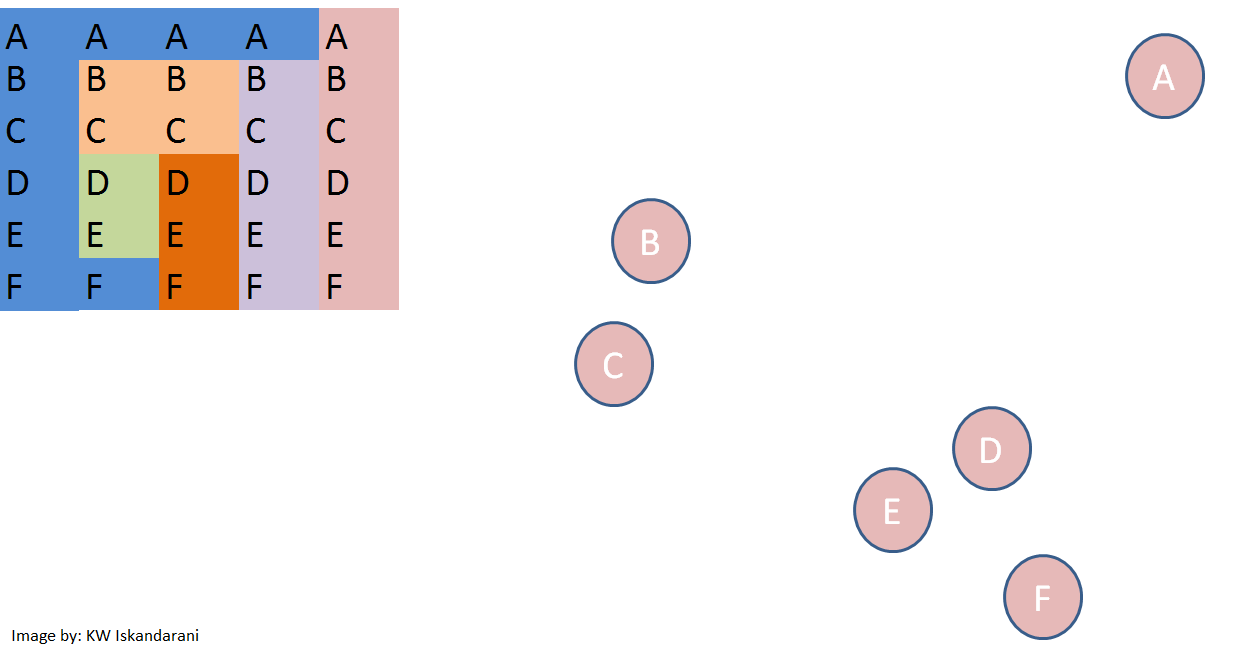 A A A A A
B B B B B
C C C C C
D D D D D
E E E E E
F F F F F
A
B
C
D
E
F
Image by: KW Iskandarani